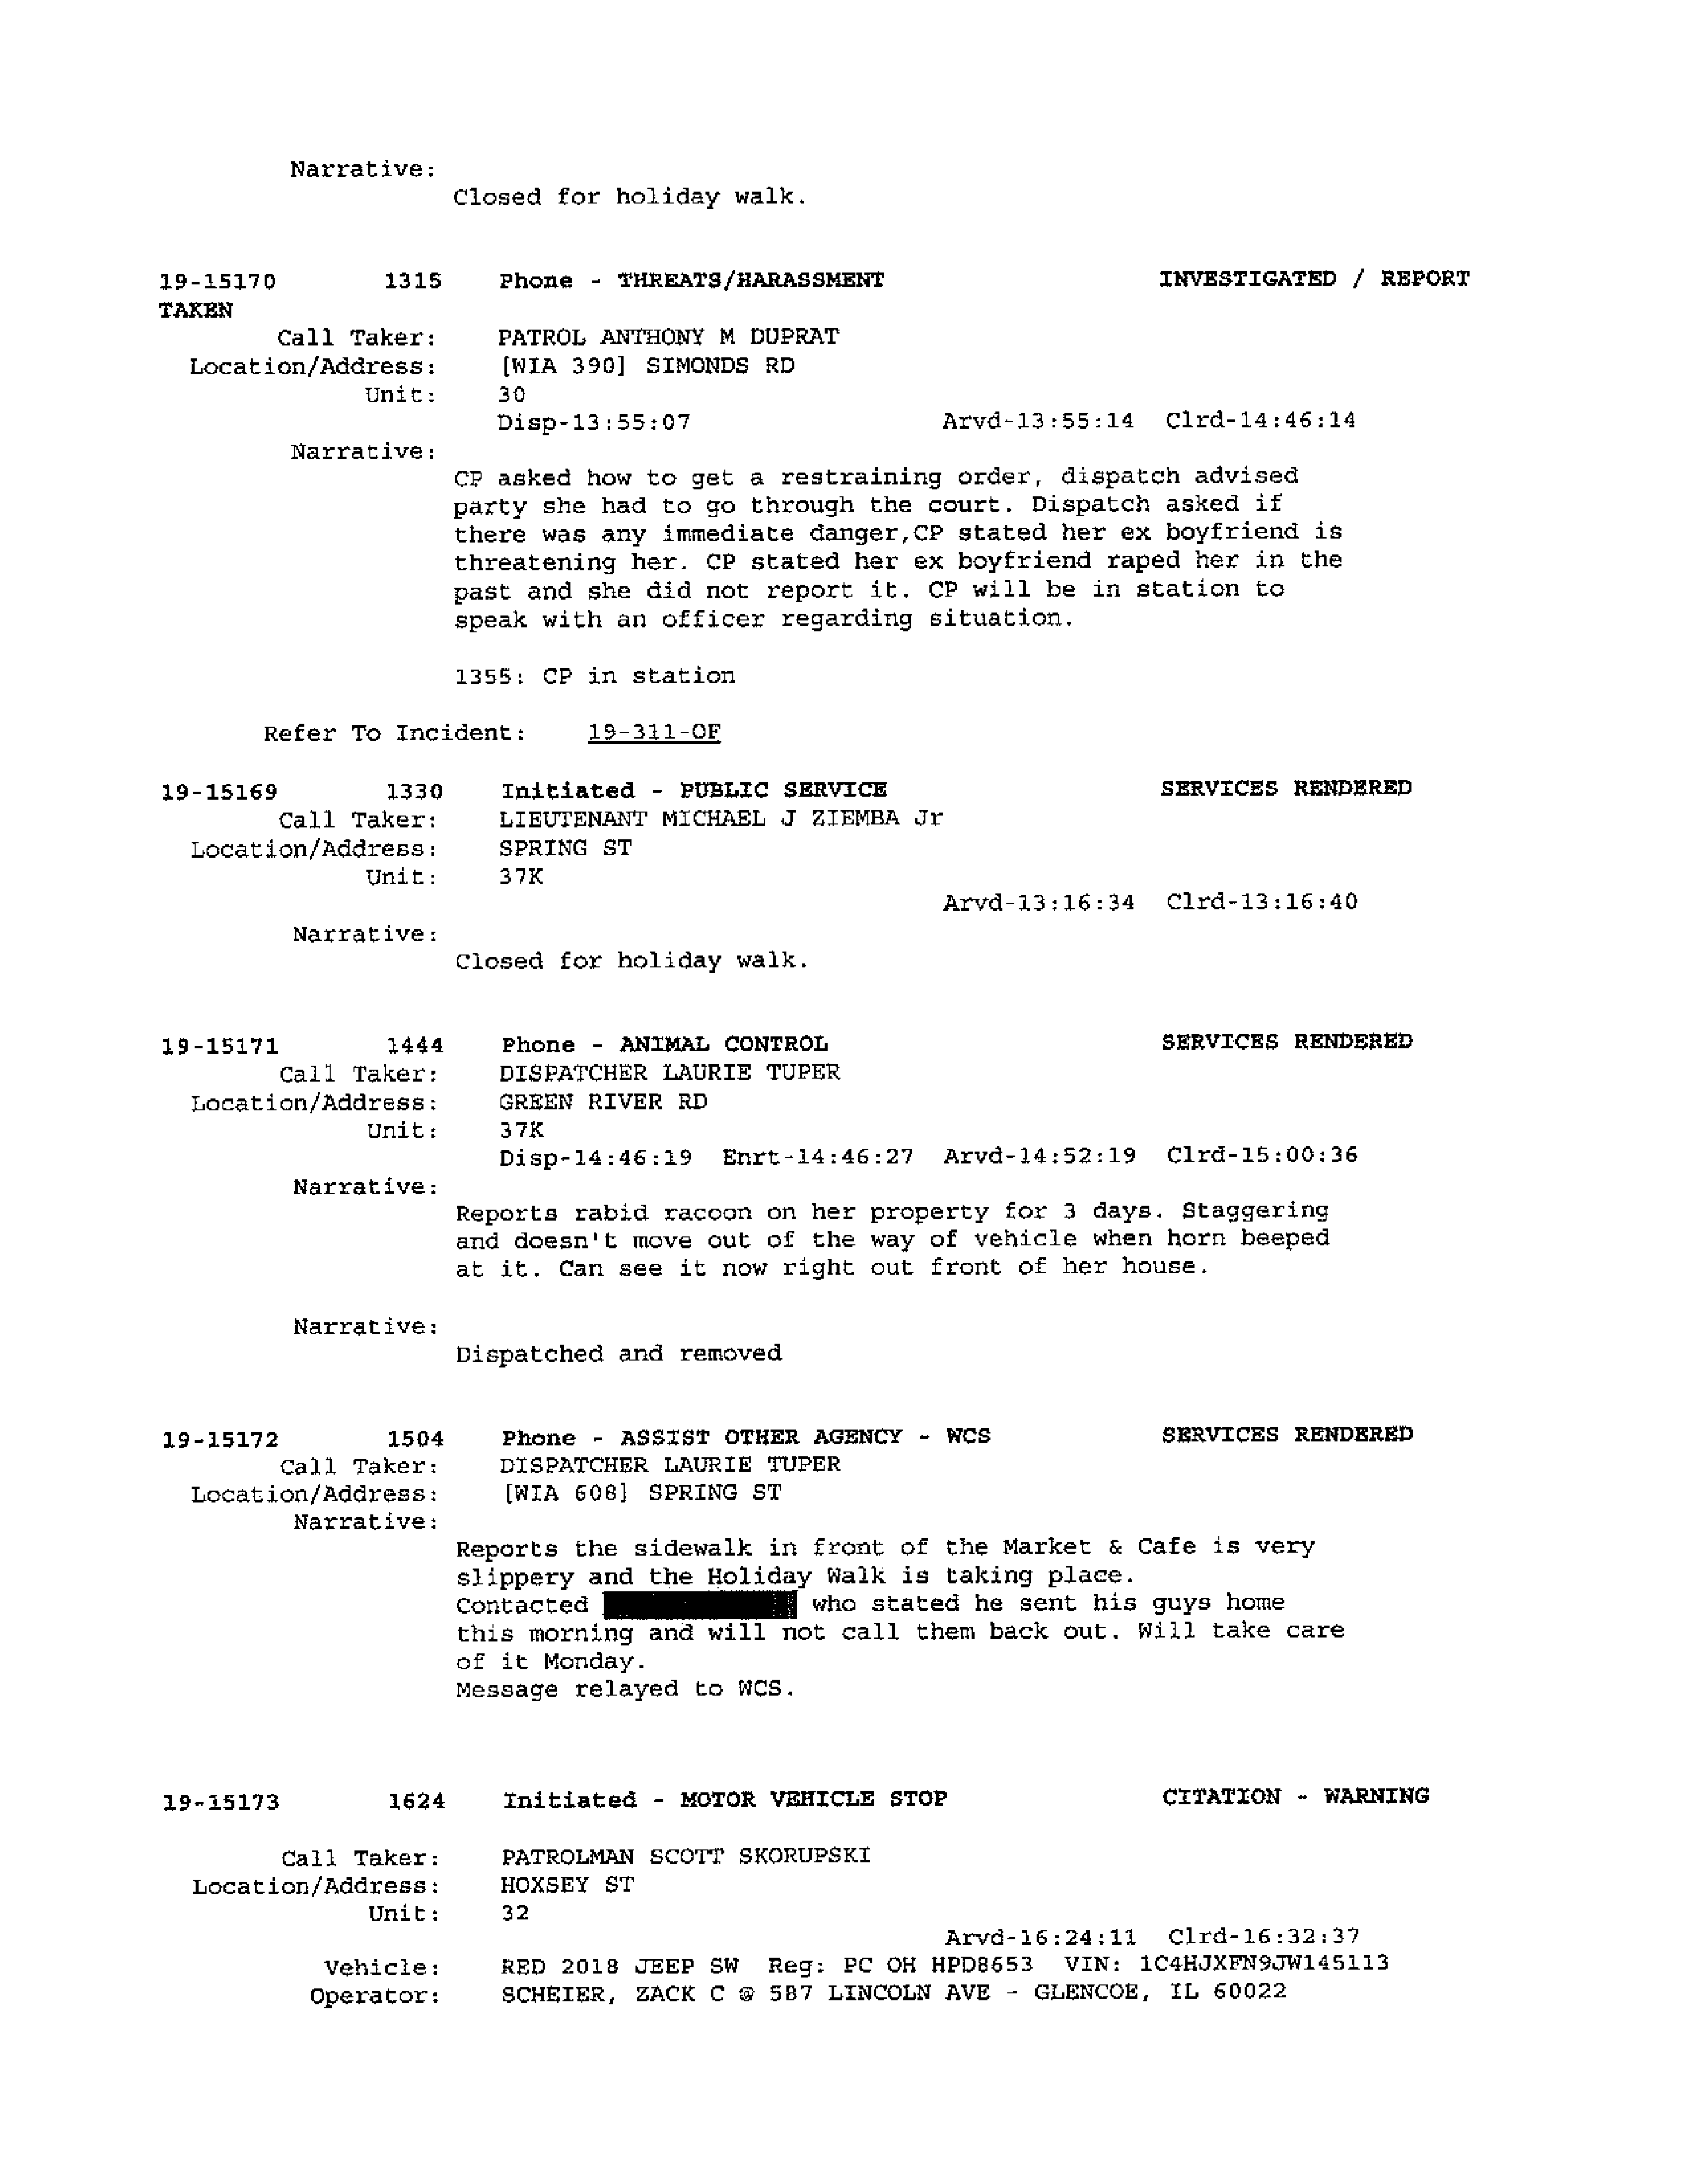 Narrative:
Closed for holiday walk.
19-15170 1315 Phone - THREATS/HARASSMENT INVESTIGATED / REPORT
TAKEN
Call Taker: PATROL ANTHONY M DUPRAT
Location/Address: [WIA 390] SIMONDS RD
Unit: 30
Disp-13:55:07 Arvd-13:55:14 Clrd-14:46:14
Narrative:
CP asked how to get a restraining order, dispatch advised
party she had to go through the court. Dispatch asked if
there was any immediate danger,CP stated her ex boyfriend is
threatening her. CP stated her ex boyfriend raped her in the
past and she did not report it. CP will be in station to
speak with an officer regarding situation.
1355: CP in station
Refer To Incident: 19-311-OF
19-15169 1330 Initiated - PUBLIC SERVICE SERVICES RENDERED
Call Taker: LIEUTENANT MICHAEL J ZIEMBA Jr
Location/Address: SPRING ST
Unit: 37K
Arvd-13:16:34 Clrd-13:16:40
Narrative:
Closed for holiday walk.
19-15171 1444 Phone - ANIMAL CONTROL SERVICES RENDERED
Call Taker: DISPATCHER LAURIE TUPER
Location/Address: GREEN RIVER RD
Unit: 37K
Disp-14:46:19 Enrt-14:46:27 Arvd-14:52:19 Clrd-15:00:36
Narrative:
Reports rabid racoon on her property for 3 days. Staggering
and doesn't move out of the way of vehicle when horn beeped
at it. Can see it now right out front of her house.
Narrative:
Dispatched and removed
19-15172 1504 Phone - ASSIST OTHER AGENCY - WCS SERVICES RENDERED
Call Taker: DISPATCHER LAURIE TUPER
Location/Address: [WIA 608] SPRING ST
Narrative:
Reports the sidewalk in front of the Market & Cafe is very
slippery and the Holiday Walk is taking place.
Contacted who stated he sent his guys home
this morning and will not call them back out. Will take care
of it Monday.
Message relayed to WCS.
19-15173 1624 Initiated - MOTOR VEHICLE STOP CITATION - WARNING
Call Taker: PATROLMAN SCOTT SKORUPSKI
Location/Address: HOXSEY ST
Unit: 32
Arvd-16:24:11 Clrd-16:32:37
Vehicle: RED 2018 JEEP SW Reg: PC OH HPD8653 VIN: 1C4HJXFN9JW145113
Operator: SCHEIER, ZACK C @ 587 LINCOLN AVE - GLENCOE, IL 60022